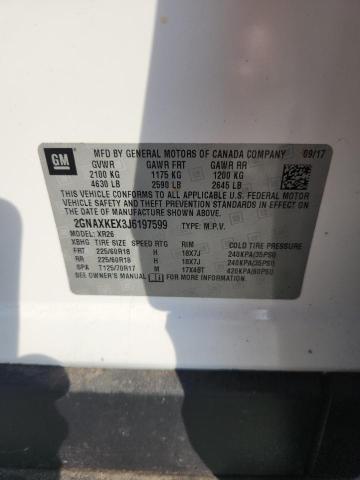 GM
MFD BY GENERAL MOTORS OF CANADA COMPANY 09/17
GVWR GAWR FRT GAWR RR
2100 KG 1175 KG 1200 KG
4630 LB 2590 LB 2645 LB
THIS VEHICLE CONFORMS TO ALL APPLICABLE U.S. FEDERAL MOTOR
VEHICLE SAFETY AND THEFT PREVENTION STANDARDS IN
EFFECT ON THE DATE OF MANUFACTURE SHOWN ABOVE.
2GNAXKEX3J6197599 TYPE: M.P.V.
MODEL: XR26
XBHG TIRE SIZE SPEED RTG RIM COLD TIRE PRESSURE
FRT 225/60R18 H 18X7J 240KPA(35PSI)
RR 225/60R18 H 18X7J 240KPA(35PSI)
SPA T125/70R17 M 17X4BT 420KPA(60PSI)
SEE OWNER'S MANUAL FOR MORE INFORMATION.